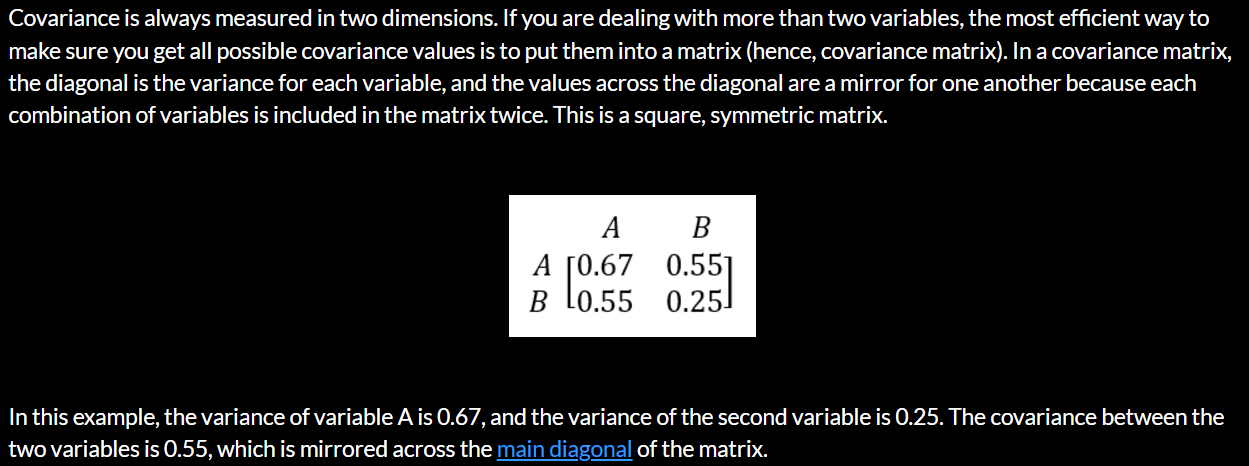 Covariance is always measured in two dimensions. If you are dealing with more than two variables, the most efficient way to
make sure you get all possible covariance values is to put them into a matrix (hence, covariance matrix). In a covariance matrix,
the diagonal is the variance for each variable, and the values across the diagonal are a mirror for one another because each
combination of variables is included in the matrix twice. This is a square, symmetric matrix.
A B
A [0.67 0.55]
B [0.55 0.25]
In this example, the variance of variable A is 0.67, and the variance of the second variable is 0.25. The covariance between the
two variables is 0.55, which is mirrored across the main diagonal of the matrix.